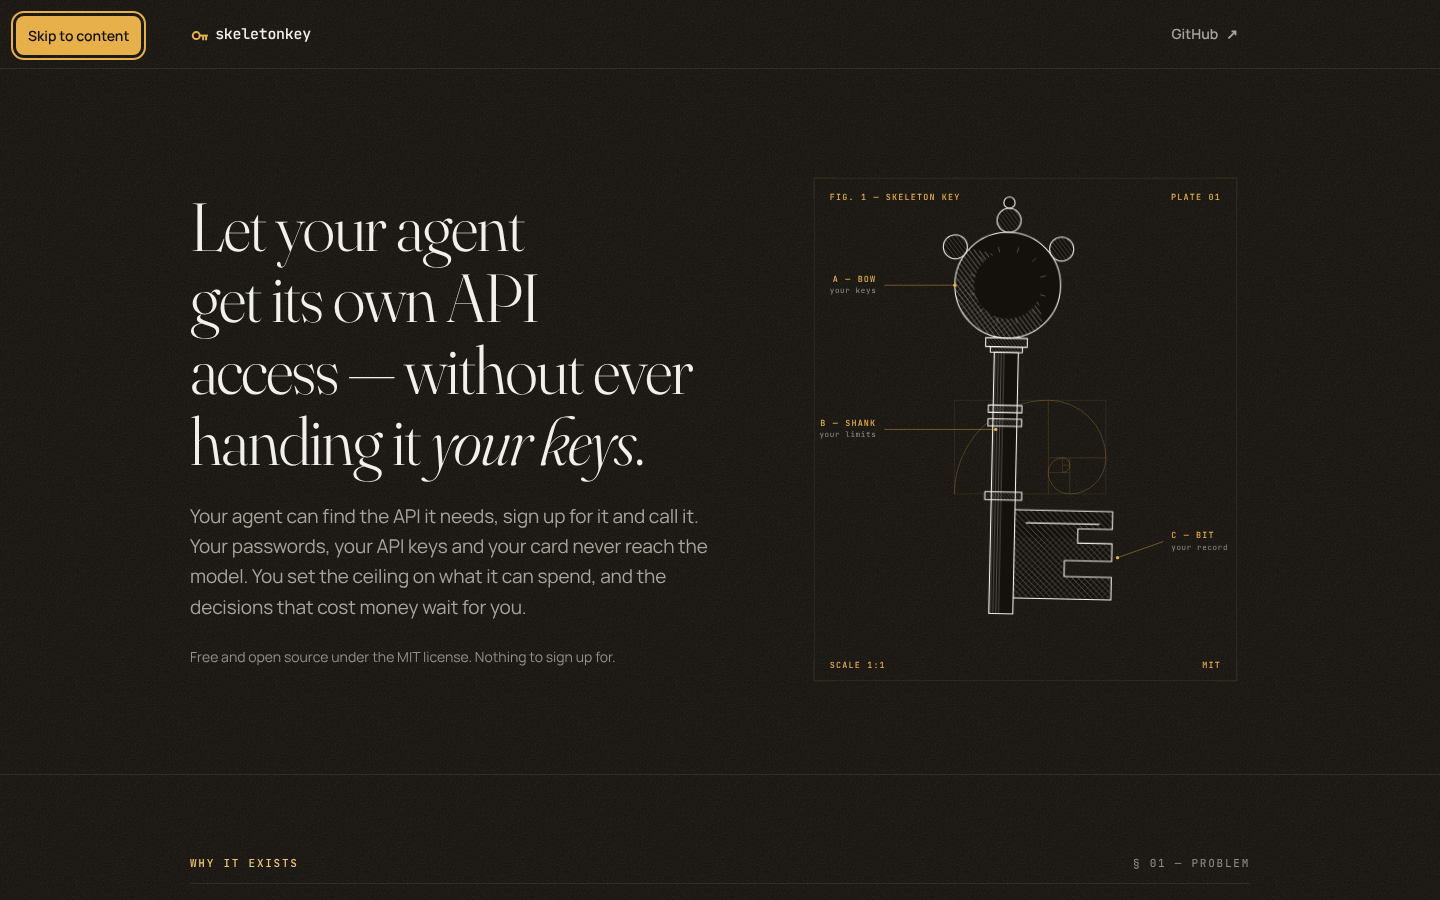 Skip to content
skeletonkey
GitHub ↗
Let your agent
get its own API
access — without ever
handing it your keys.
Your agent can find the API it needs, sign up for it and call it.
Your passwords, your API keys and your card never reach the
model. You set the ceiling on what it can spend, and the
decisions that cost money wait for you.
Free and open source under the MIT license. Nothing to sign up for.
FIG. 1 — SKELETON KEY
PLATE 01
A — BOW
your keys
B — SHANK
your limits
C — BIT
your record
SCALE 1:1
MIT
WHY IT EXISTS
§ 01 — PROBLEM